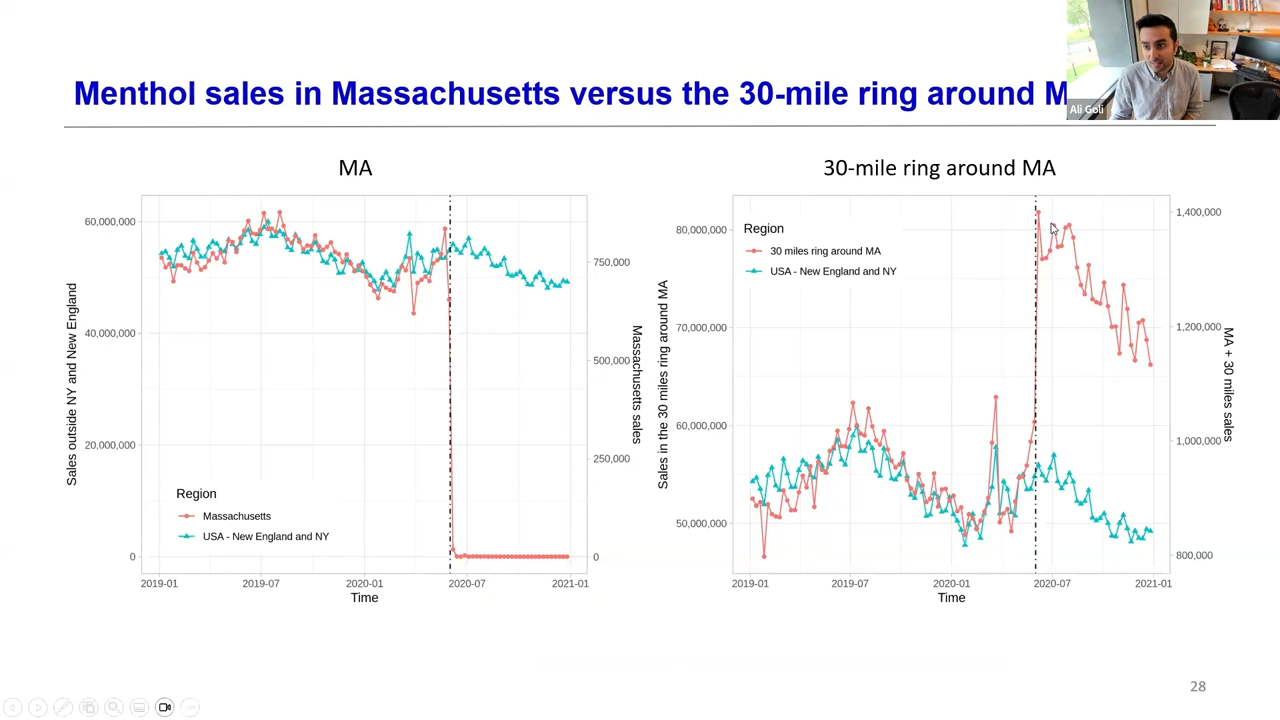 Menthol sales in Massachusetts versus the 30-mile ring around M
Ali Goli
MA
60,000,000
40,000,000
20,000,000
0
Sales outside NY and New England
750,000
500,000
250,000
0
Massachusetts sales
Region
Massachusetts
USA - New England and NY
2019-01
2019-07
2020-01
2020-07
2021-01
Time
30-mile ring around MA
80,000,000
70,000,000
60,000,000
50,000,000
Sales in the 30 miles ring around MA
1,400,000
1,200,000
1,000,000
800,000
MA + 30 miles sales
Region
30 miles ring around MA
USA - New England and NY
2019-01
2019-07
2020-01
2020-07
2021-01
Time
28